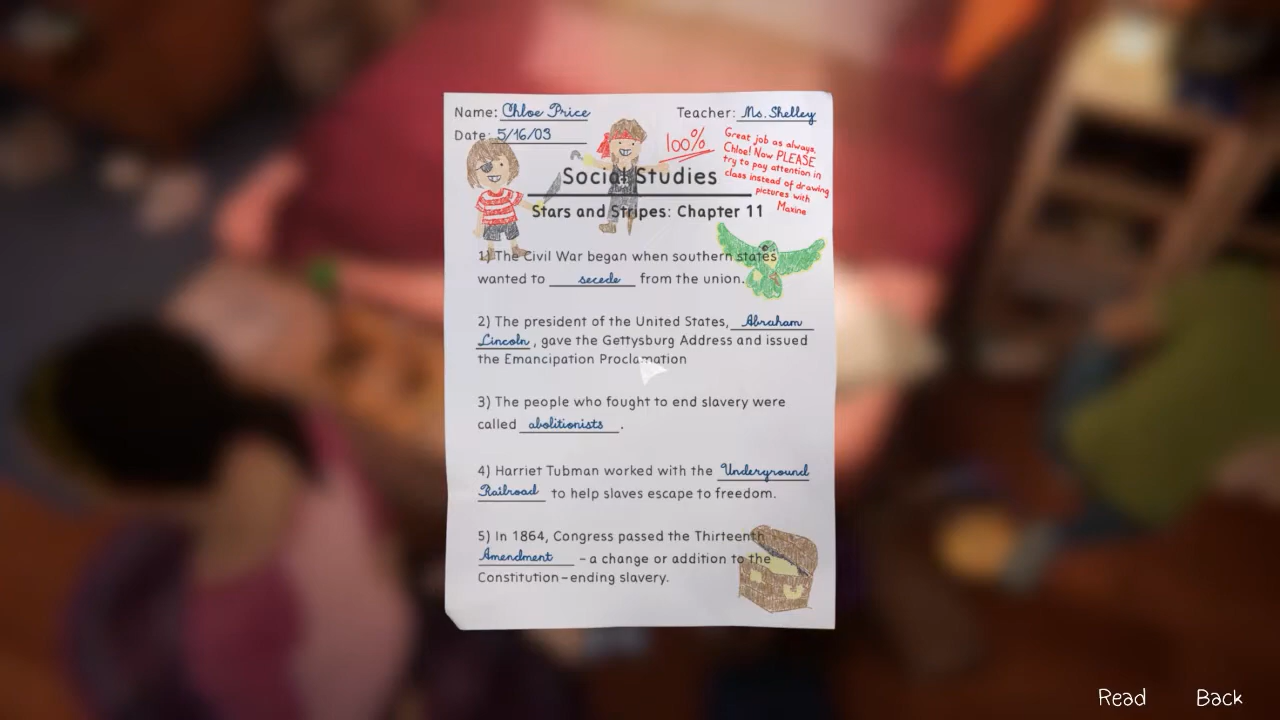 Name: Chloe Price
Teacher: Ms. Shelley
Date: 5/16/03
100%
Great job as always,
Chloe! Now PLEASE
try to pay attention in
class instead of drawing
pictures with
Maxine
Social Studies
Stars and Stripes: Chapter 11
1) The Civil War began when southern states
wanted to secede from the union.
2) The president of the United States, Abraham
Lincoln, gave the Gettysburg Address and issued
the Emancipation Proclamation
3) The people who fought to end slavery were
called abolitionists.
4) Harriet Tubman worked with the Underground
Railroad to help slaves escape to freedom.
5) In 1864, Congress passed the Thirteenth
Amendment – a change or addition to the
Constitution–ending slavery.
Read
Back